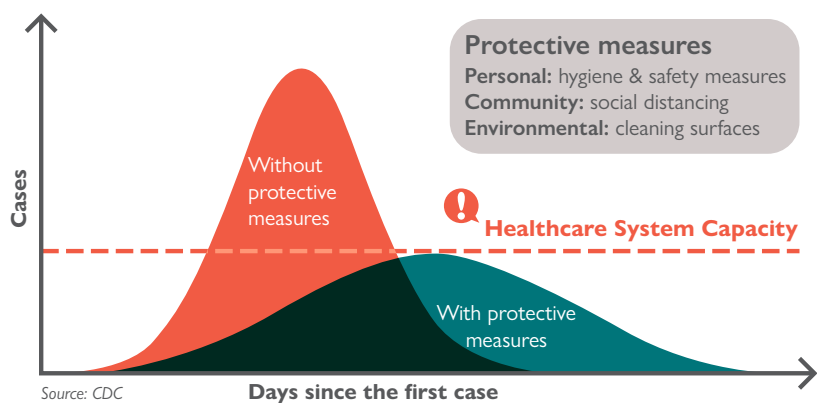 Protective measures
Personal: hygiene & safety measures
Community: social distancing
Environmental: cleaning surfaces
Cases
Without
protective
measures
!
Healthcare System Capacity
With protective
measures
Source: CDC
Days since the first case